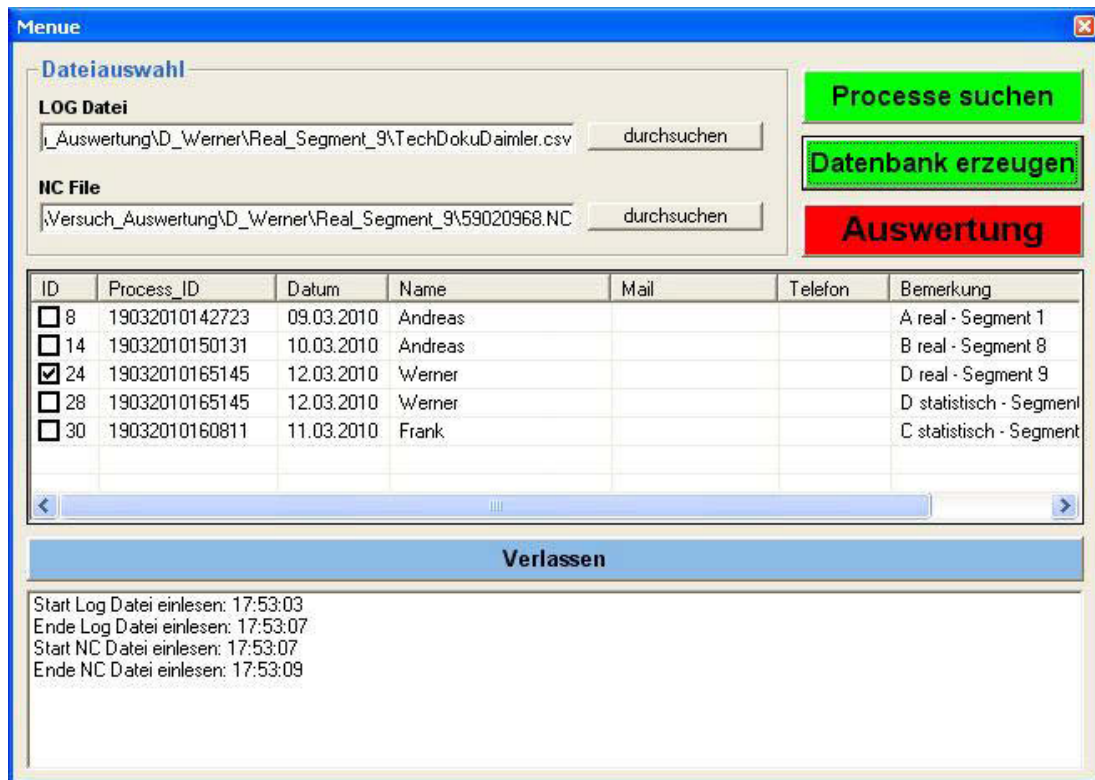 Menue
Dateiauswahl
LOG Datei
_Auswertung\D_Werner\Real_Segment_9\TechDokuDaimler.csv durchsuchen
NC File
\Versuch_Auswertung\D_Werner\Real_Segment_9\59020968.NC durchsuchen
Processe suchen
Datenbank erzeugen
Auswertung
ID Process_ID Datum Name Mail Telefon Bemerkung
8 19032010142723 09.03.2010 Andreas A real - Segment 1
14 19032010150131 10.03.2010 Andreas B real - Segment 8
24 19032010165145 12.03.2010 Werner D real - Segment 9
28 19032010165145 12.03.2010 Werner D statistisch - Segment
30 19032010160811 11.03.2010 Frank C statistisch - Segment
Verlassen
Start Log Datei einlesen: 17:53:03
Ende Log Datei einlesen: 17:53:07
Start NC Datei einlesen: 17:53:07
Ende NC Datei einlesen: 17:53:09